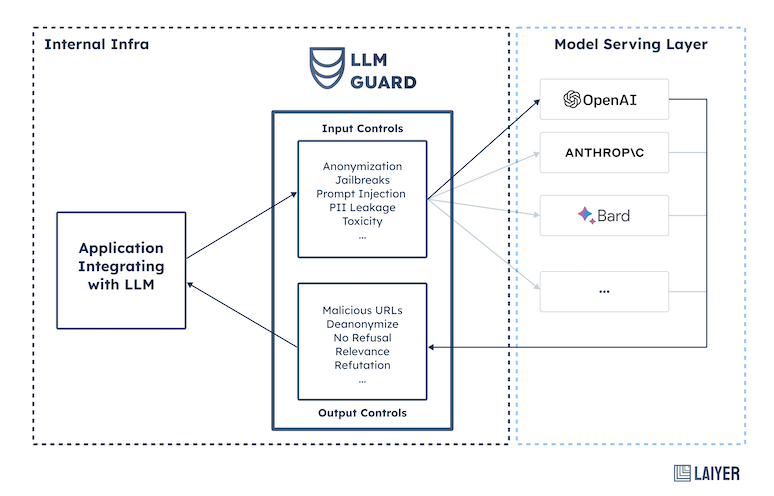 Internal Infra
Model Serving Layer
LLM
GUARD
Input Controls
Anonymization
Jailbreaks
Prompt Injection
PII Leakage
Toxicity
...
Application
Integrating
with LLM
Malicious URLs
Deanonymize
No Refusal
Relevance
Refutation
...
Output Controls
OpenAI
ANTHROP\C
Bard
...
LAIYER